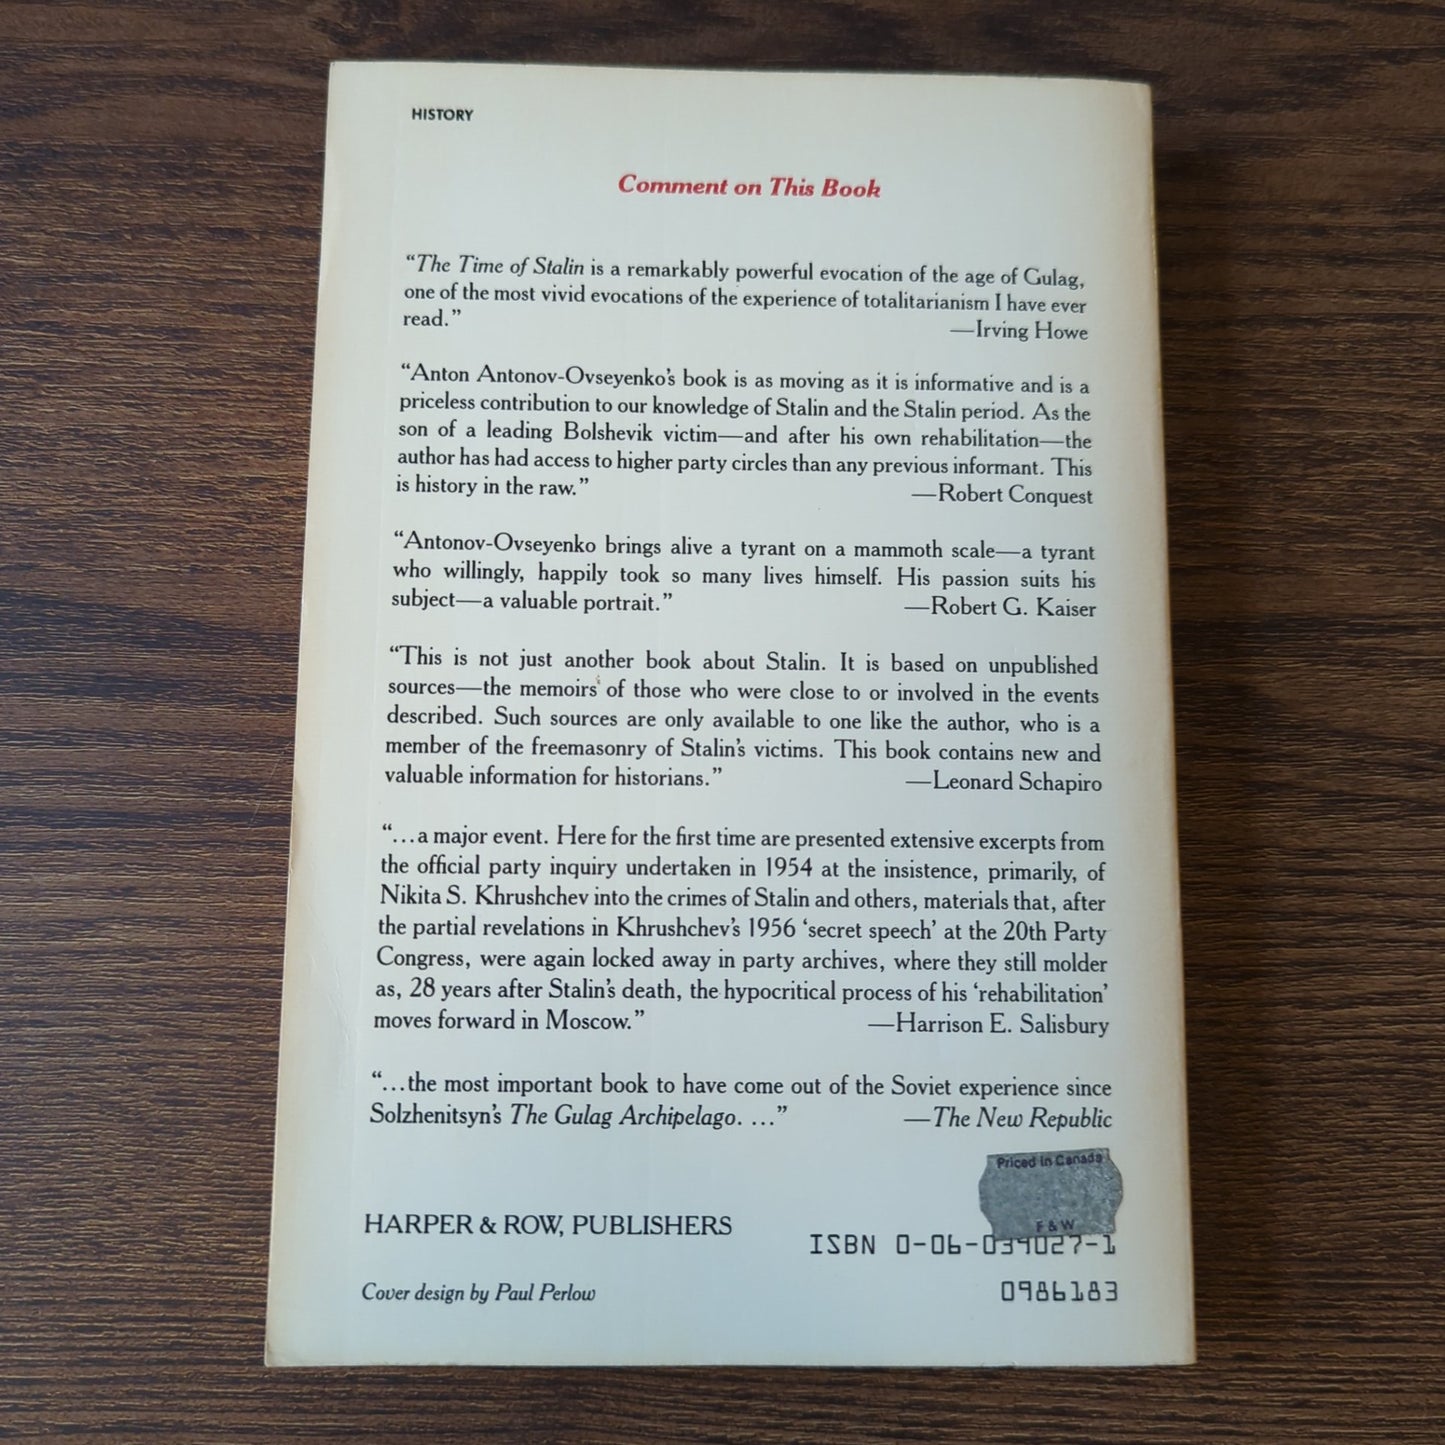 HISTORY
Comment on This Book
“The Time of Stalin is a remarkably powerful evocation of the age of Gulag,
one of the most vivid evocations of the experience of totalitarianism I have ever
read.”
—Irving Howe
“Anton Antonov-Ovseyenko’s book is as moving as it is informative and is a
priceless contribution to our knowledge of Stalin and the Stalin period. As the
son of a leading Bolshevik victim—and after his own rehabilitation—the
author has had access to higher party circles than any previous informant. This
is history in the raw.”
—Robert Conquest
“Antonov-Ovseyenko brings alive a tyrant on a mammoth scale—a tyrant
who willingly, happily took so many lives himself. His passion suits his
subject—a valuable portrait.”
—Robert G. Kaiser
“This is not just another book about Stalin. It is based on unpublished
sources—the memoirs of those who were close to or involved in the events
described. Such sources are only available to one like the author, who is a
member of the freemasonry of Stalin’s victims. This book contains new and
valuable information for historians.”
—Leonard Schapiro
“…a major event. Here for the first time are presented extensive excerpts from
the official party inquiry undertaken in 1954 at the insistence, primarily, of
Nikita S. Khrushchev into the crimes of Stalin and others, materials that, after
the partial revelations in Khrushchev’s 1956 ‘secret speech’ at the 20th Party
Congress, were again locked away in party archives, where they still molder
as, 28 years after Stalin’s death, the hypocritical process of his ‘rehabilitation’
moves forward in Moscow.”
—Harrison E. Salisbury
“…the most important book to have come out of the Soviet experience since
Solzhenitsyn’s The Gulag Archipelago. …”
—The New Republic
Priced in Canada
F & W
HARPER & ROW, PUBLISHERS
ISBN 0-06-039027-1
Cover design by Paul Perlow
0986183